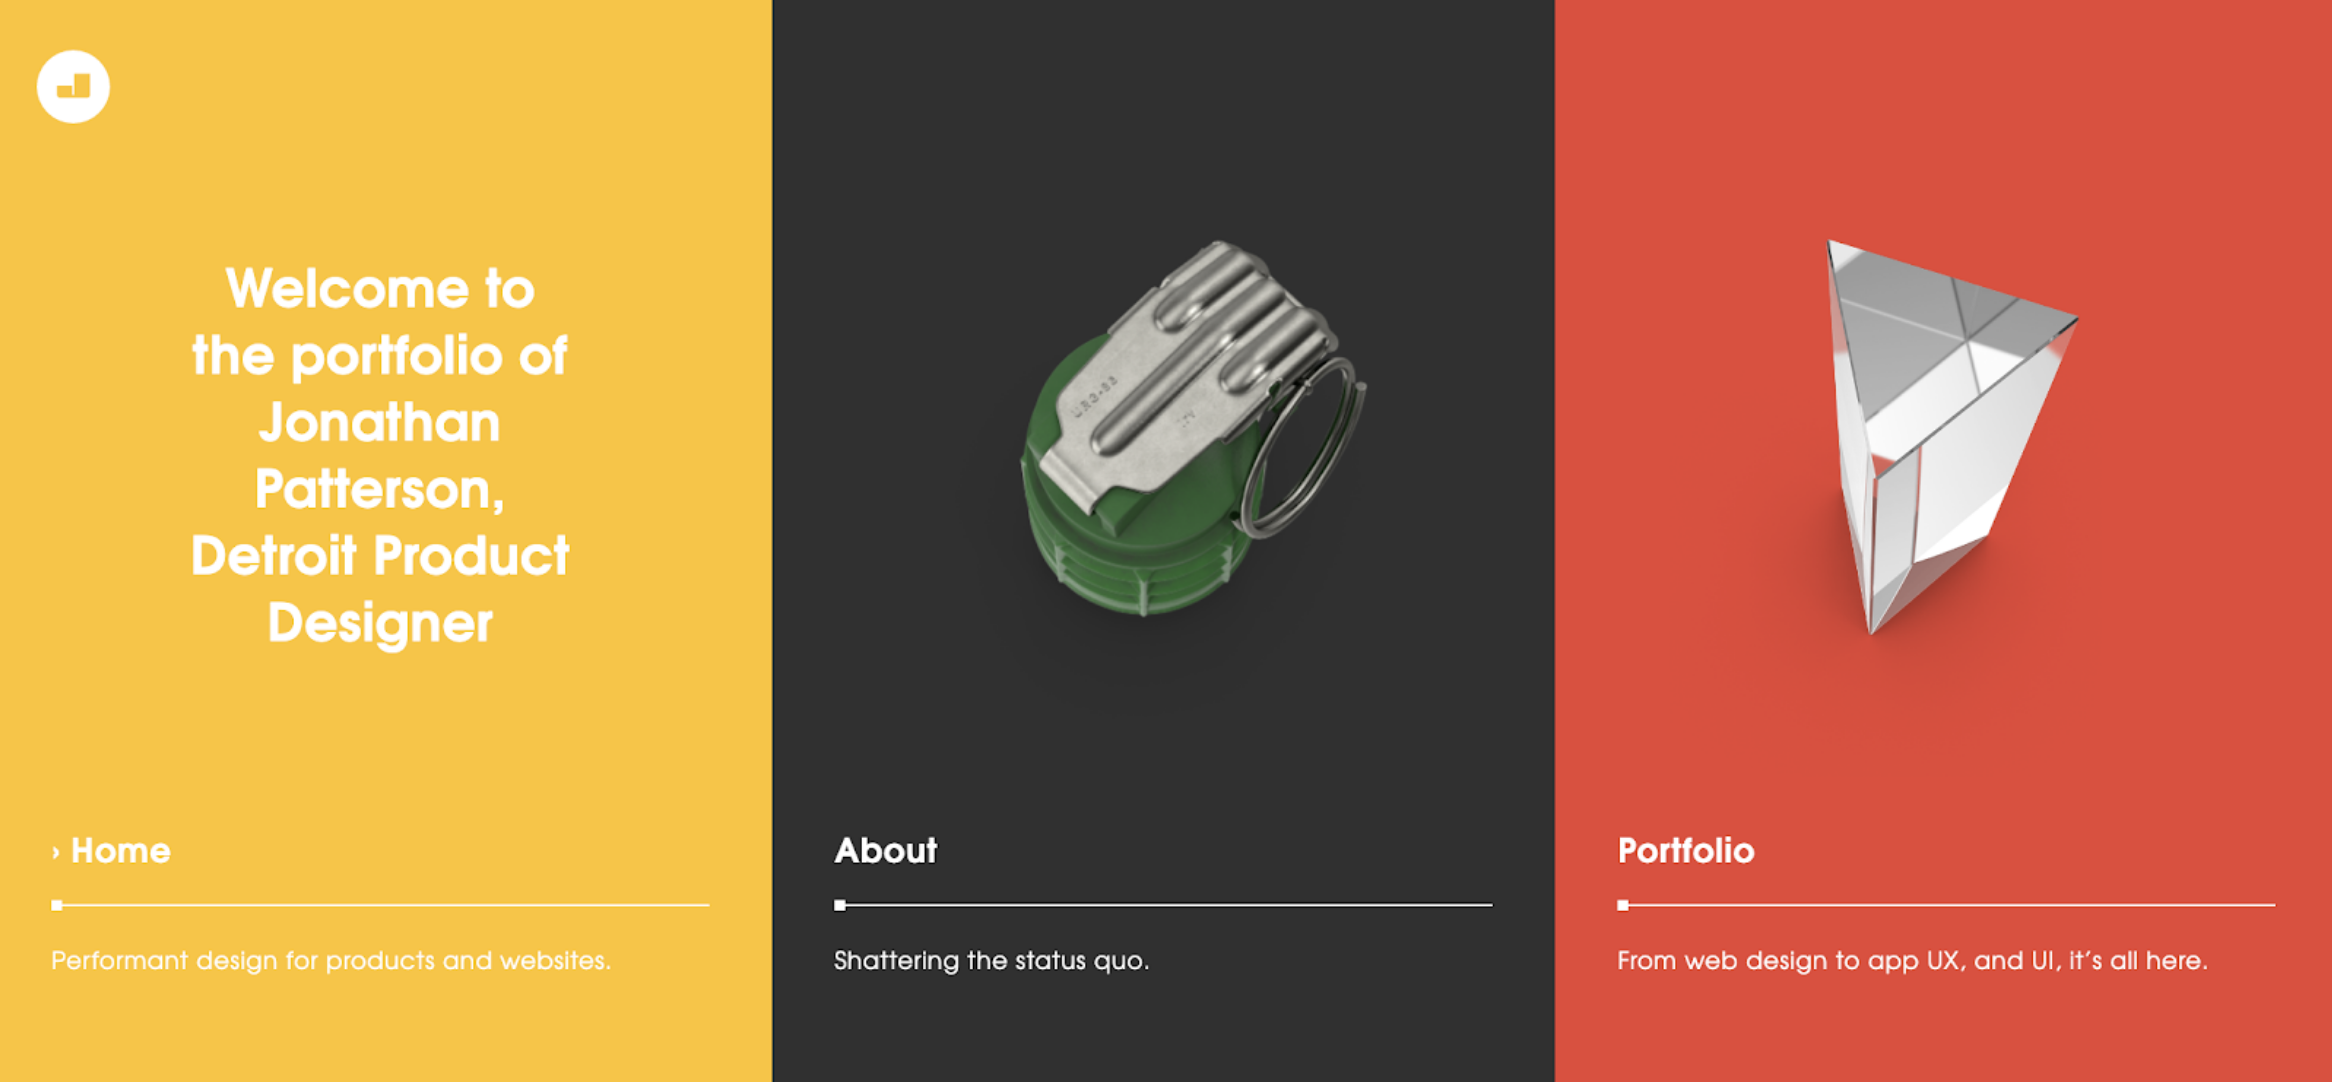 Welcome to
the portfolio of
Jonathan
Patterson,
Detroit Product
Designer
› Home
Performant design for products and websites.
About
Shattering the status quo.
Portfolio
From web design to app UX, and UI, it’s all here.